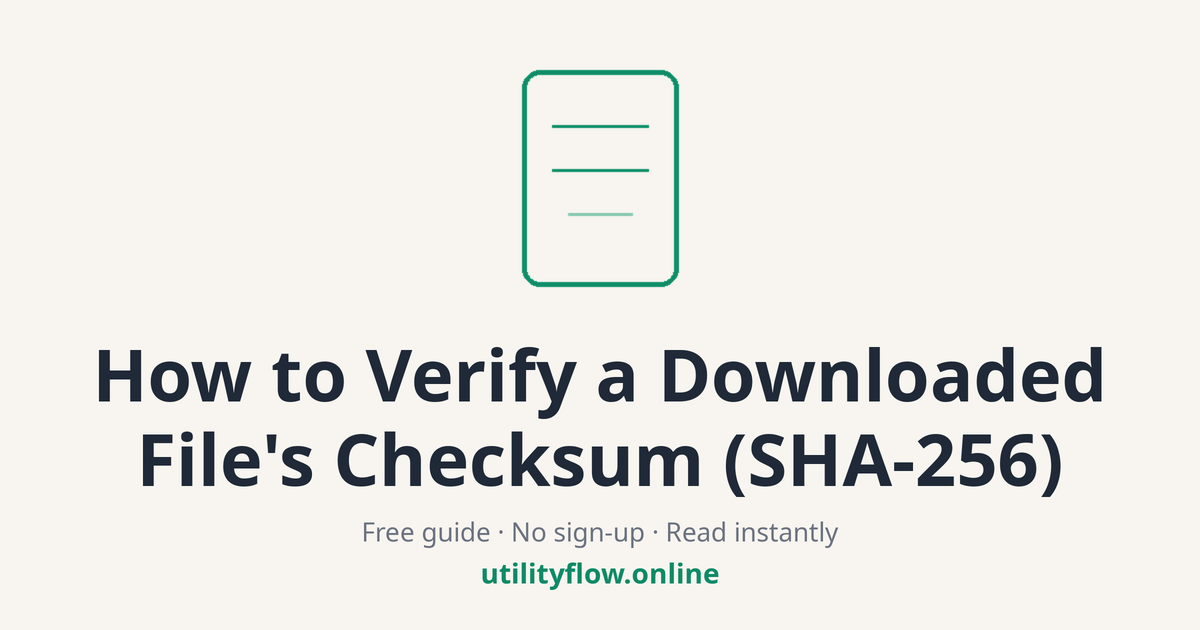 How to Verify a Downloaded
File's Checksum (SHA-256)
Free guide · No sign-up · Read instantly
utilityflow.online